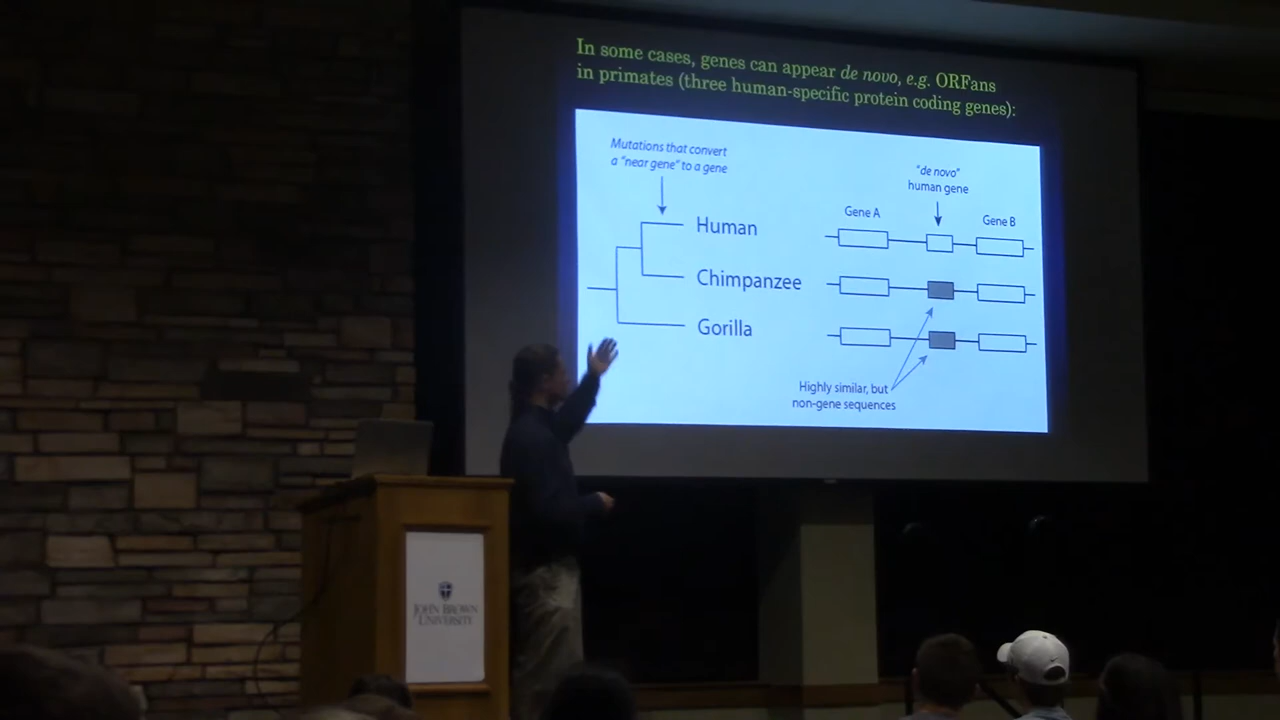 In some cases, genes can appear de novo, e.g. ORFans
in primates (three human-specific protein coding genes):
Mutations that convert
a "near gene" to a gene
"de novo"
human gene
Gene A
Gene B
Human
Chimpanzee
Gorilla
Highly similar, but
non-gene sequences
JOHN BROWN
UNIVERSITY